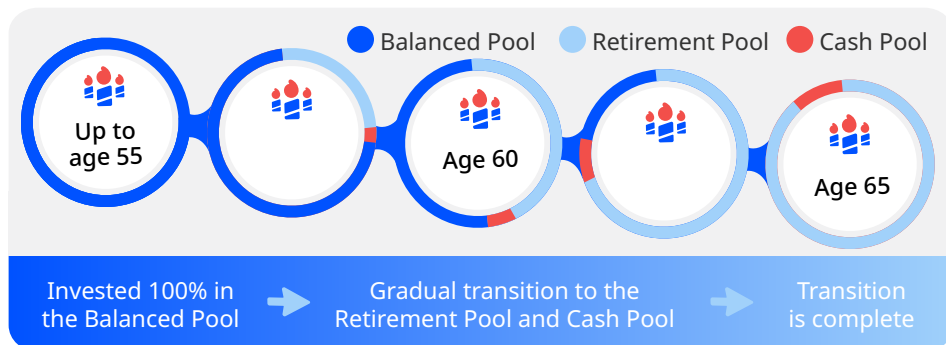 Balanced Pool
Retirement Pool
Cash Pool
Up to
age 55
Age 60
Age 65
Invested 100% in
the Balanced Pool
Gradual transition to the
Retirement Pool and Cash Pool
Transition
is complete